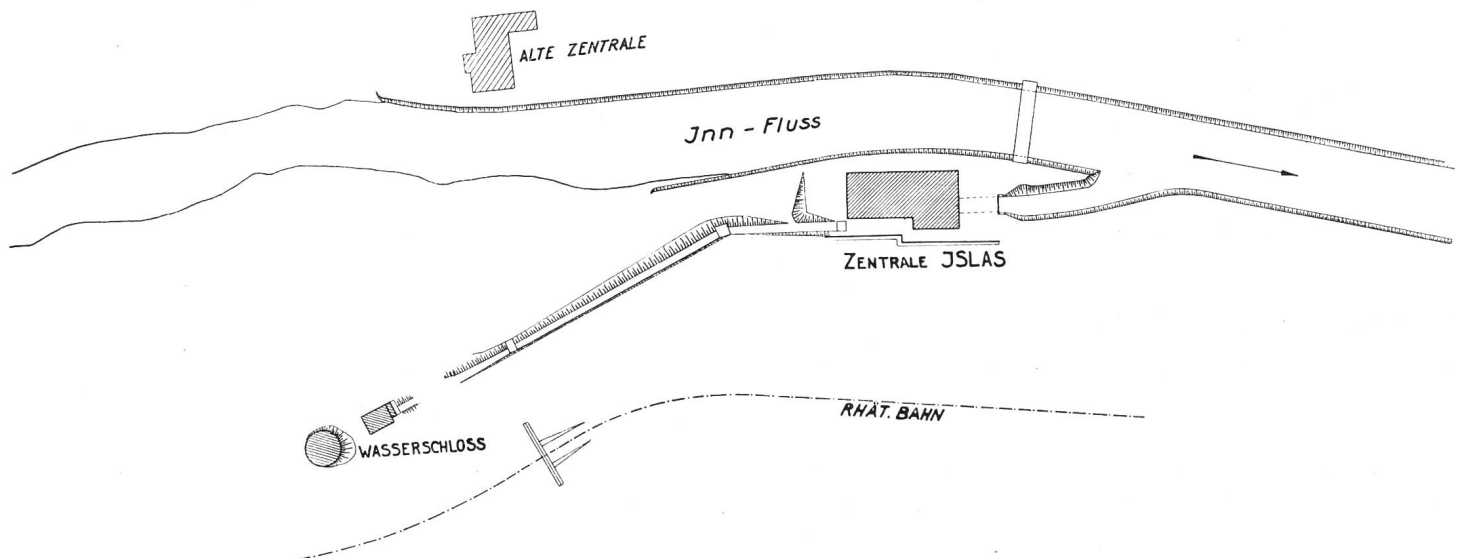 ALTE ZENTRALE
Jnn - Fluss
ZENTRALE JSLAS
RHÄT. BAHN
WASSERSCHLOSS